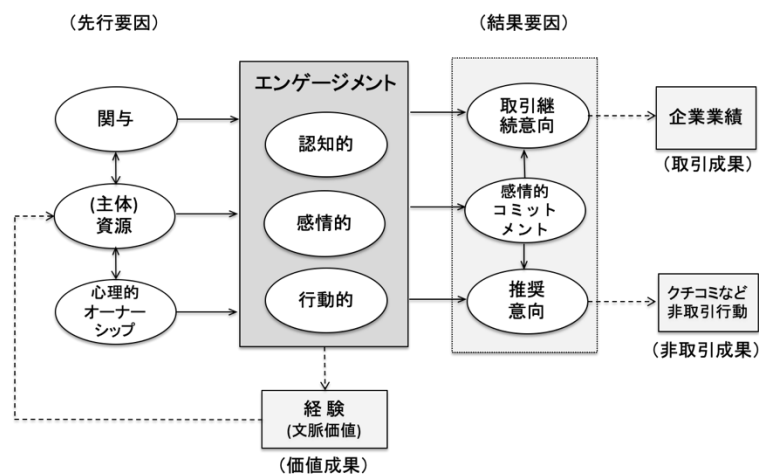 (先行要因)
(結果要因)
関与
(主体)
資源
心理的
オーナー
シップ
エンゲージメント
認知的
感情的
行動的
取引継
続意向
感情的
コミット
メント
推奨
意向
企業業績
(取引成果)
クチコミなど
非取引行動
(非取引成果)
経 験
(文脈価値)
(価値成果)